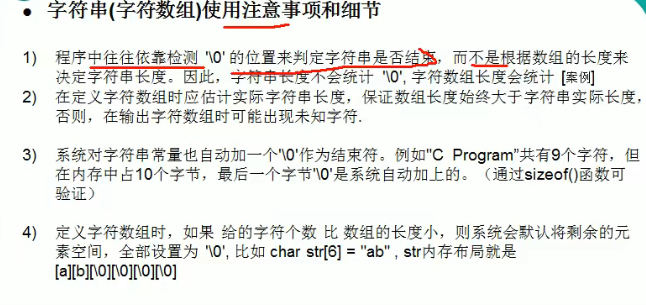 • 字符串(字符数组)使用注意事项和细节
1) 程序中往往依靠检测 '\0' 的位置来判定字符串是否结束，而不是根据数组的长度来
决定字符串长度。因此，字符串长度不会统计 '\0', 字符数组长度会统计 [案例]
2) 在定义字符数组时应估计实际字符串长度，保证数组长度始终大于字符串实际长度，
否则，在输出字符数组时可能出现未知字符.
3) 系统对字符串常量也自动加一个'\0'作为结束符。例如"C Program”共有9个字符，但
在内存中占10个字节，最后一个字节'\0'是系统自动加上的。（通过sizeof()函数可
验证）
4) 定义字符数组时，如果 给的字符个数 比 数组的长度小，则系统会默认将剩余的元
素空间，全部设置为 '\0', 比如 char str[6] = "ab" , str内存布局就是
[a][b][\0][\0][\0][\0]